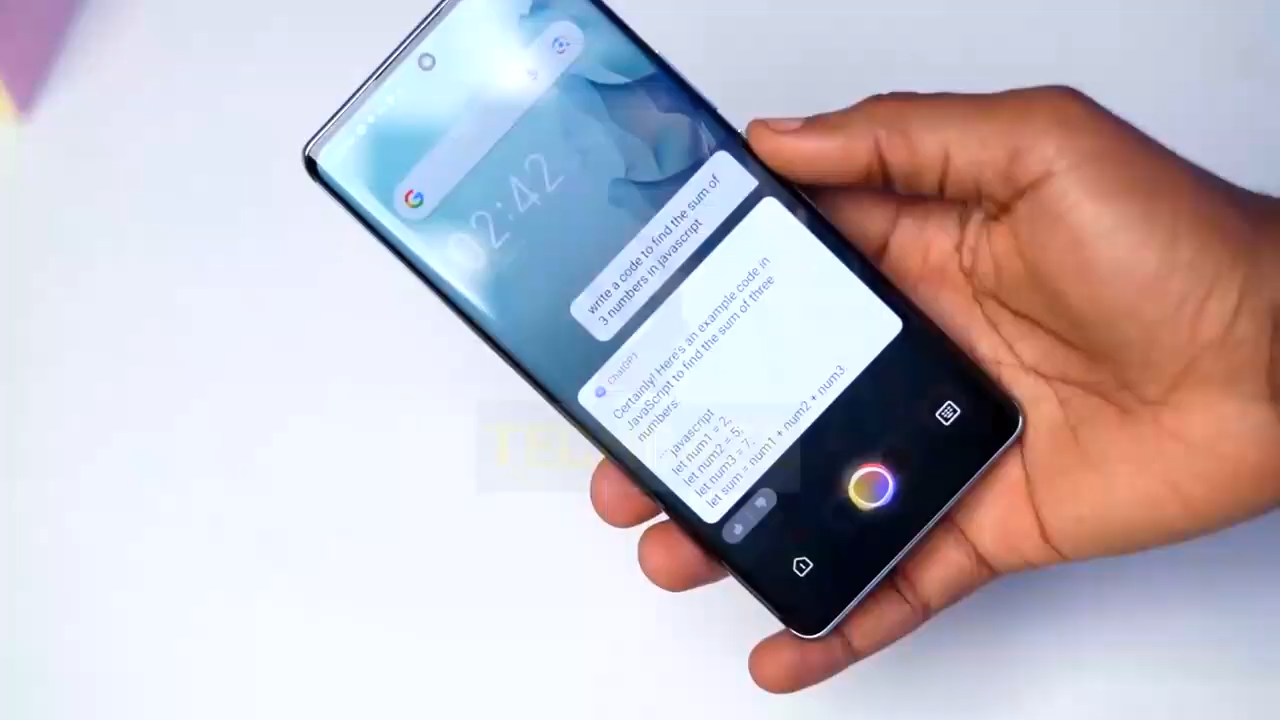 02:42
write a code to find the sum of
3 numbers in javascript
ChatGPT
Certainly! Here's an example code in
JavaScript to find the sum of three
numbers:
javascript
let num1 = 2;
let num2 = 5;
let num3 = 7;
let sum = num1 + num2 + num3